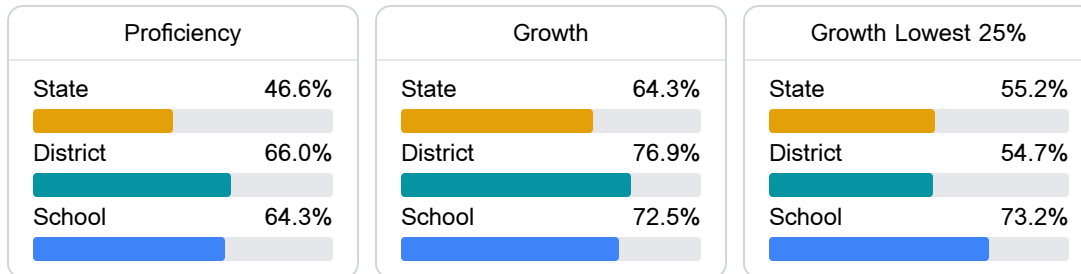 Proficiency
State 46.6%
District 66.0%
School 64.3%
Growth
State 64.3%
District 76.9%
School 72.5%
Growth Lowest 25%
State 55.2%
District 54.7%
School 73.2%